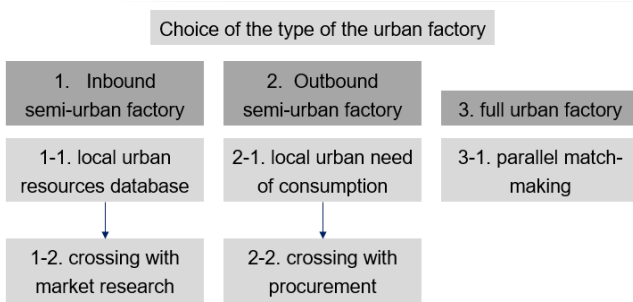 Choice of the type of the urban factory
1. Inbound
semi-urban factory
2. Outbound
semi-urban factory
3. full urban factory
1-1. local urban
resources database
2-1. local urban need
of consumption
3-1. parallel match-
making
1-2. crossing with
market research
2-2. crossing with
procurement